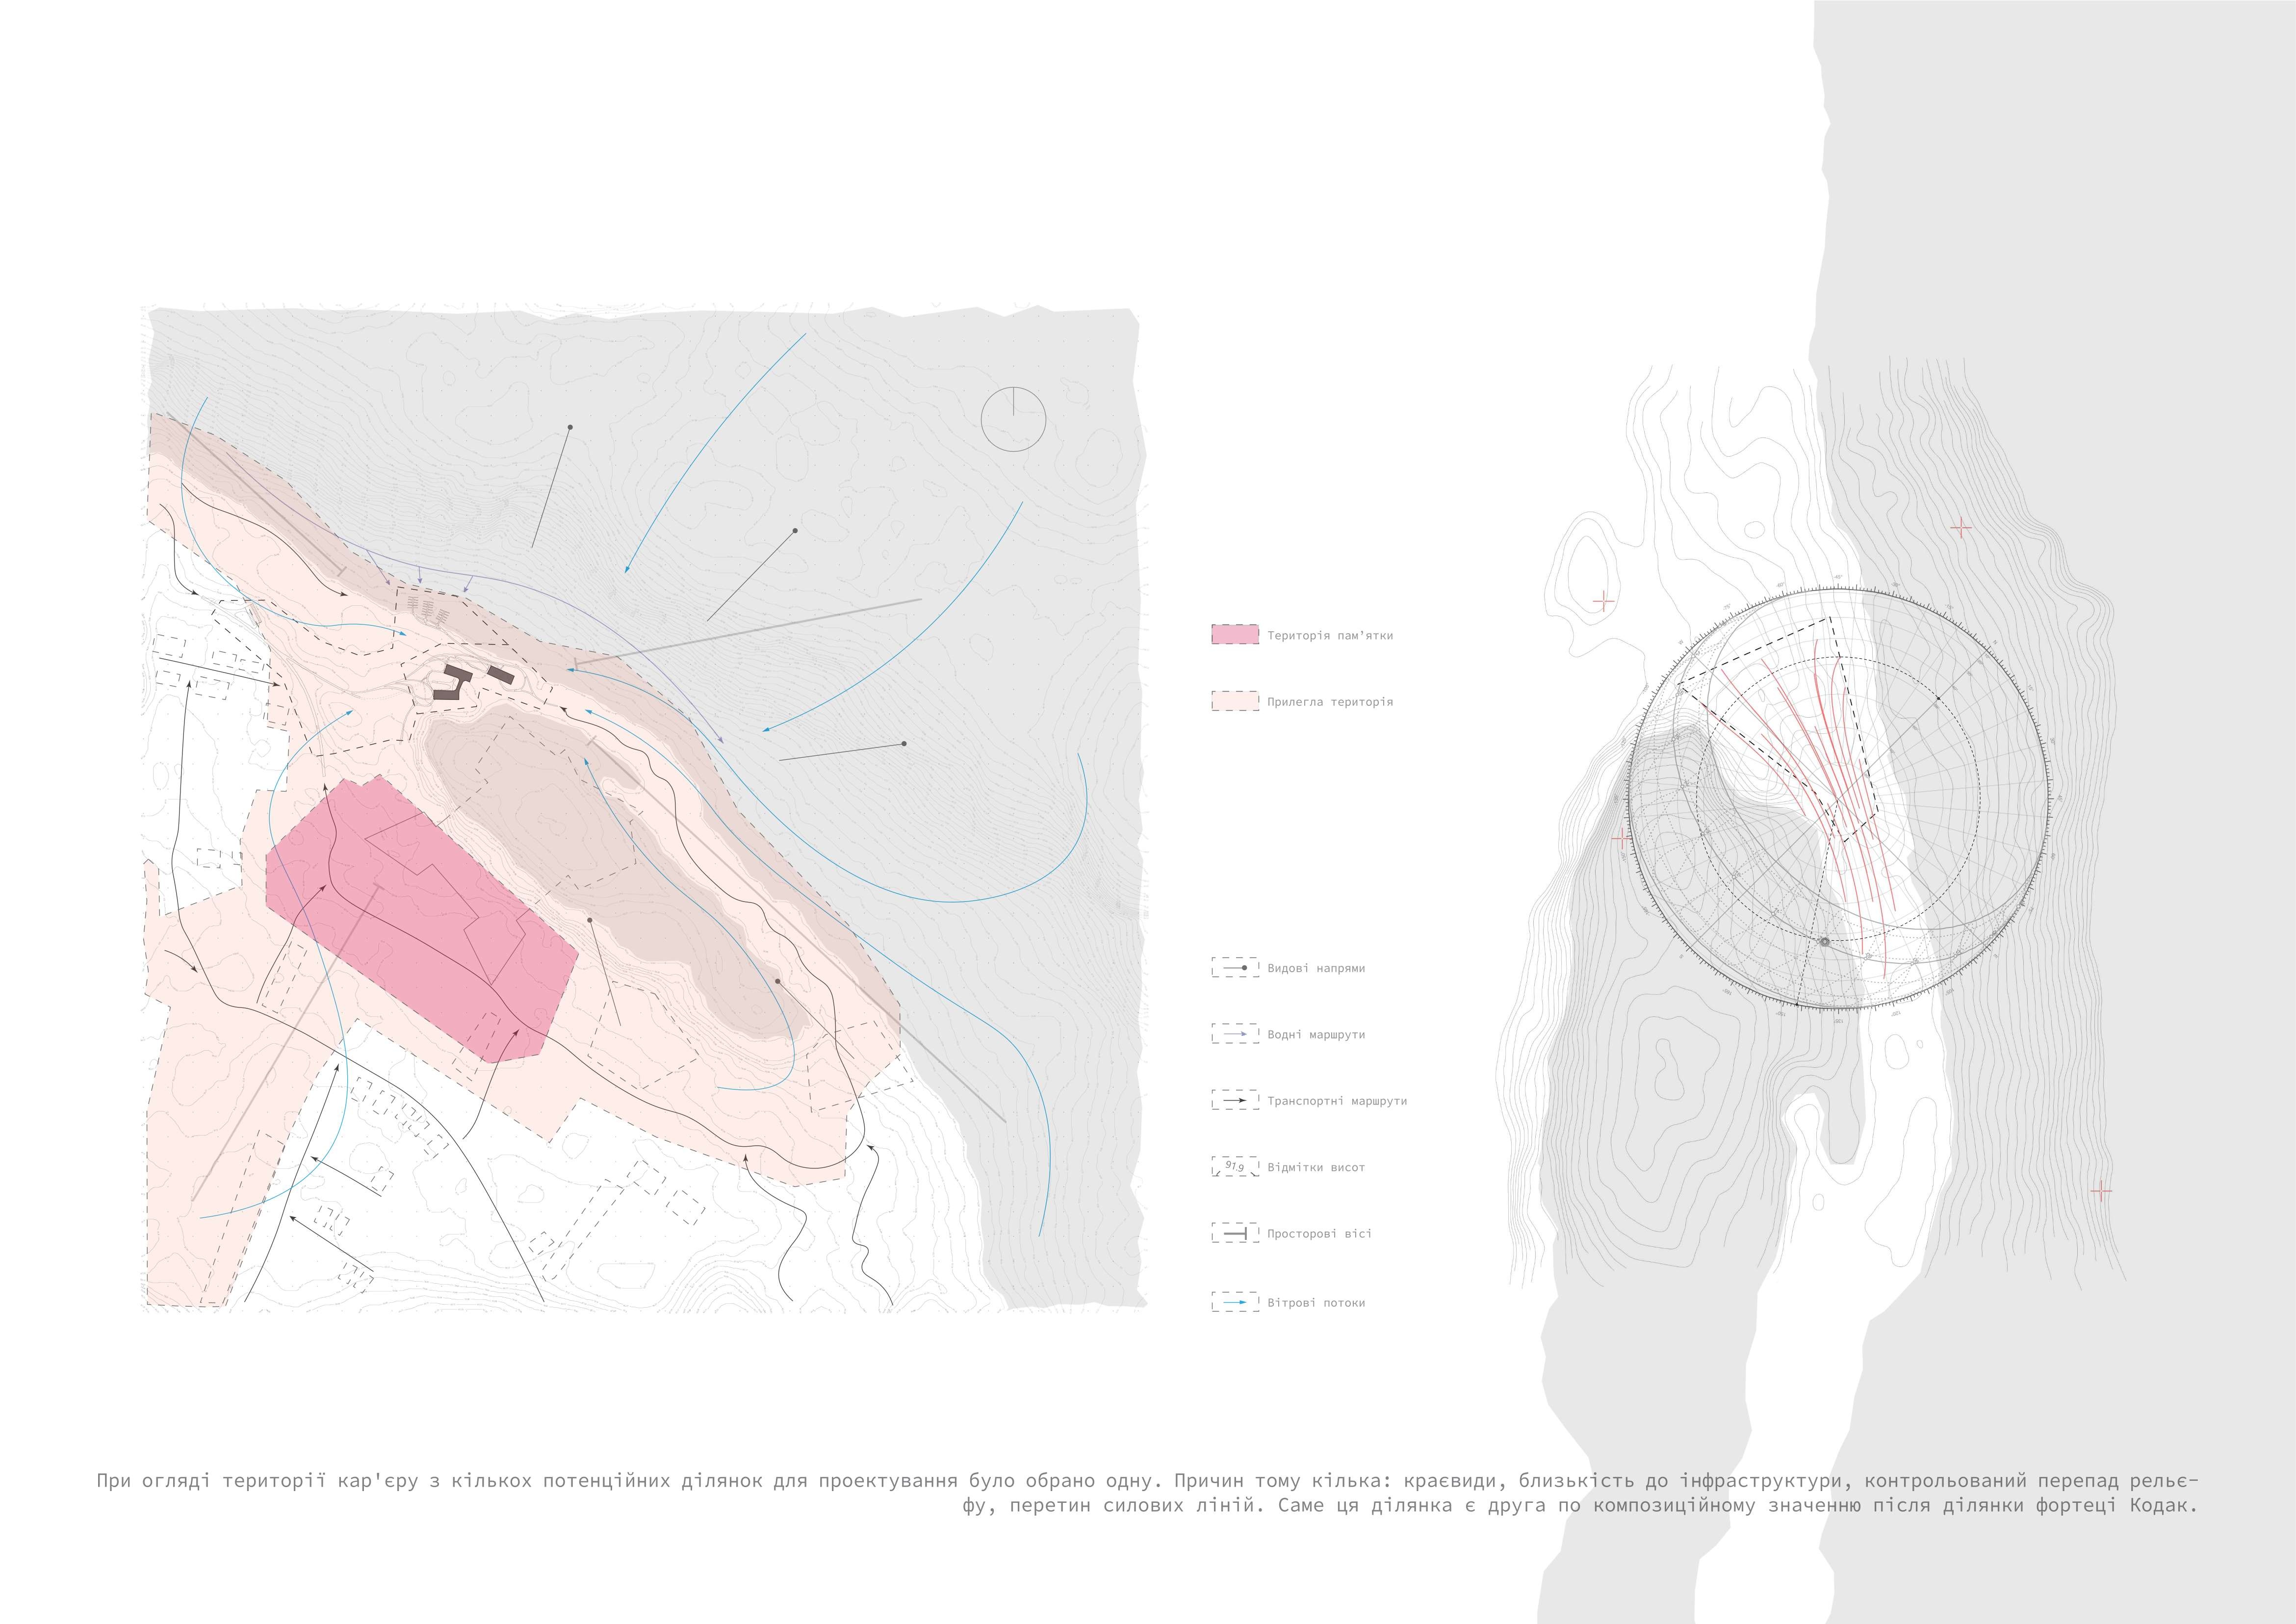 Територія пам'ятки
Прилегла територія
Видові напрями
Водні маршрути
Транспортні маршрути
91.9
Відмітки висот
Просторові вісі
Вітрові потоки
При огляді території кар'єру з кількох потенційних ділянок для проектування було обрано одну. Причин тому кілька: краєвиди, близькість до інфраструктури, контрольований перепад рельє-
фу, перетин силових ліній. Саме ця ділянка є друга по композиційному значенню після ділянки фортеці Кодак.